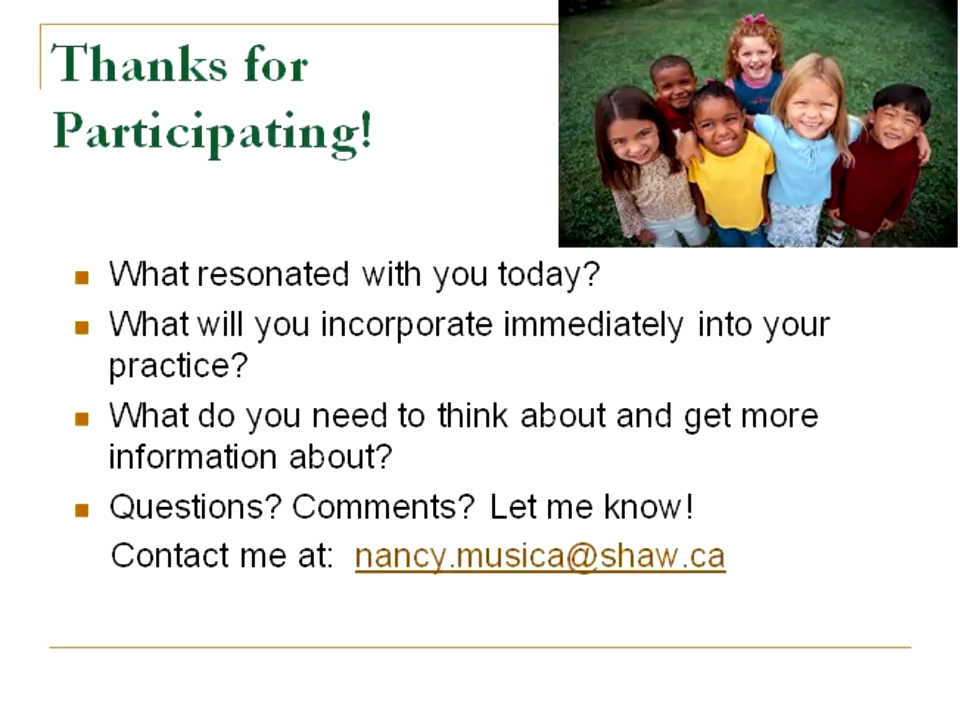 Thanks for
Participating!
What resonated with you today?
What will you incorporate immediately into your
practice?
What do you need to think about and get more
information about?
Questions? Comments? Let me know!
Contact me at: nancy.musica@shaw.ca